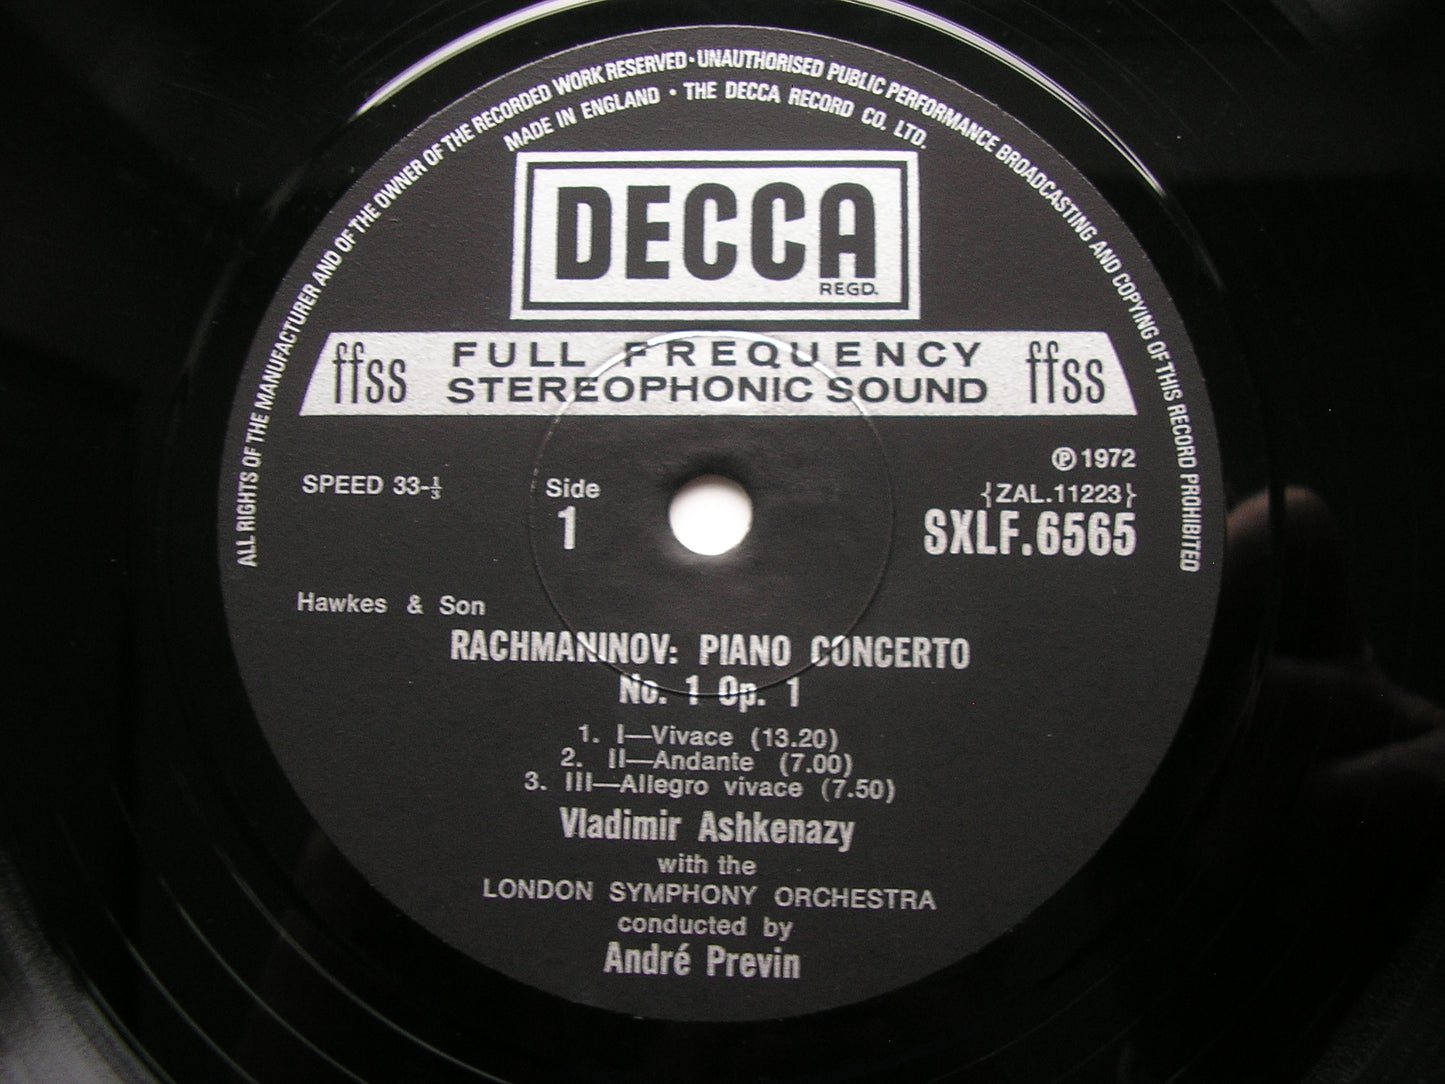 ALL RIGHTS OF THE MANUFACTURER AND OF THE OWNER OF THE RECORDED WORK RESERVED · UNAUTHORISED PUBLIC PERFORMANCE BROADCASTING AND COPYING OF THIS RECORD PROHIBITED
MADE IN ENGLAND · THE DECCA RECORD CO. LTD.
DECCA
REGD.
ffss FULL FREQUENCY ffss
STEREOPHONIC SOUND
℗ 1972
SPEED 33-⅓ Side {ZAL.11223}
1 SXLF.6565
Hawkes & Son
RACHMANINOV: PIANO CONCERTO
No. 1 Op. 1
1. I—Vivace (13.20)
2. II—Andante (7.00)
3. III—Allegro vivace (7.50)
Vladimir Ashkenazy
with the
LONDON SYMPHONY ORCHESTRA
conducted by
André Previn